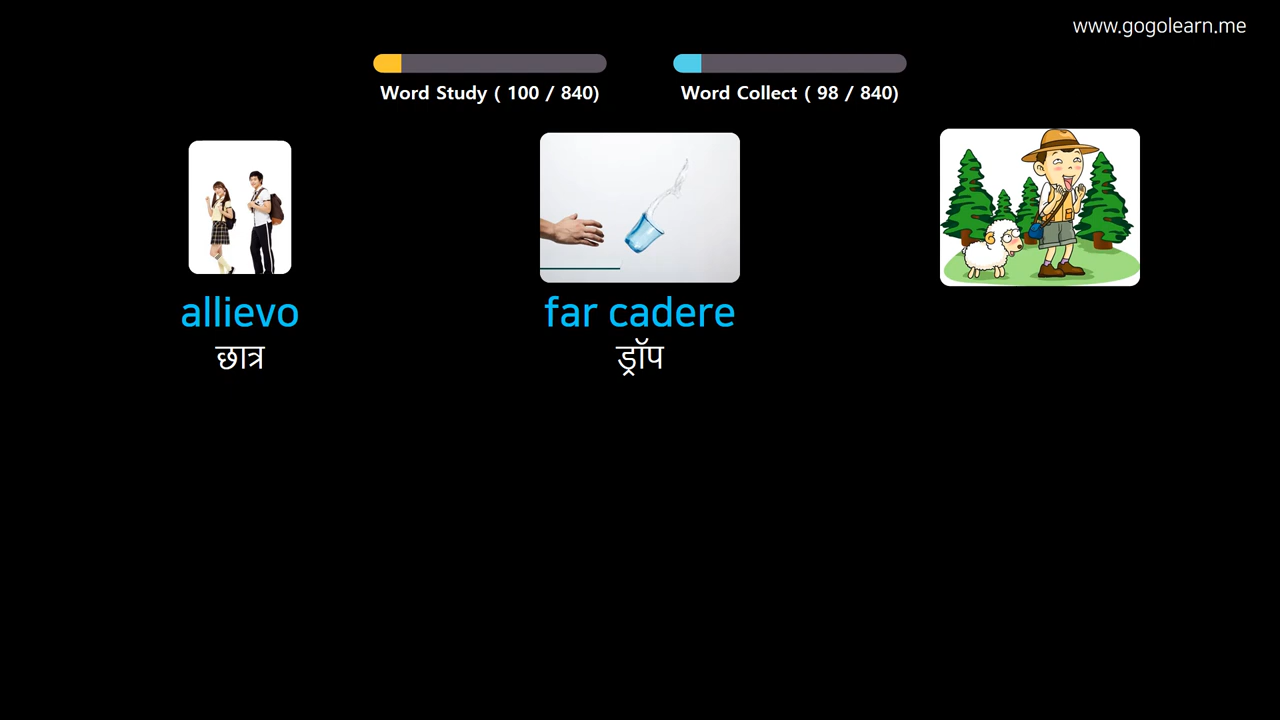 www.gogolearn.me
Word Study ( 100 / 840)
Word Collect ( 98 / 840)
allievo
छात्र
far cadere
ड्रॉप